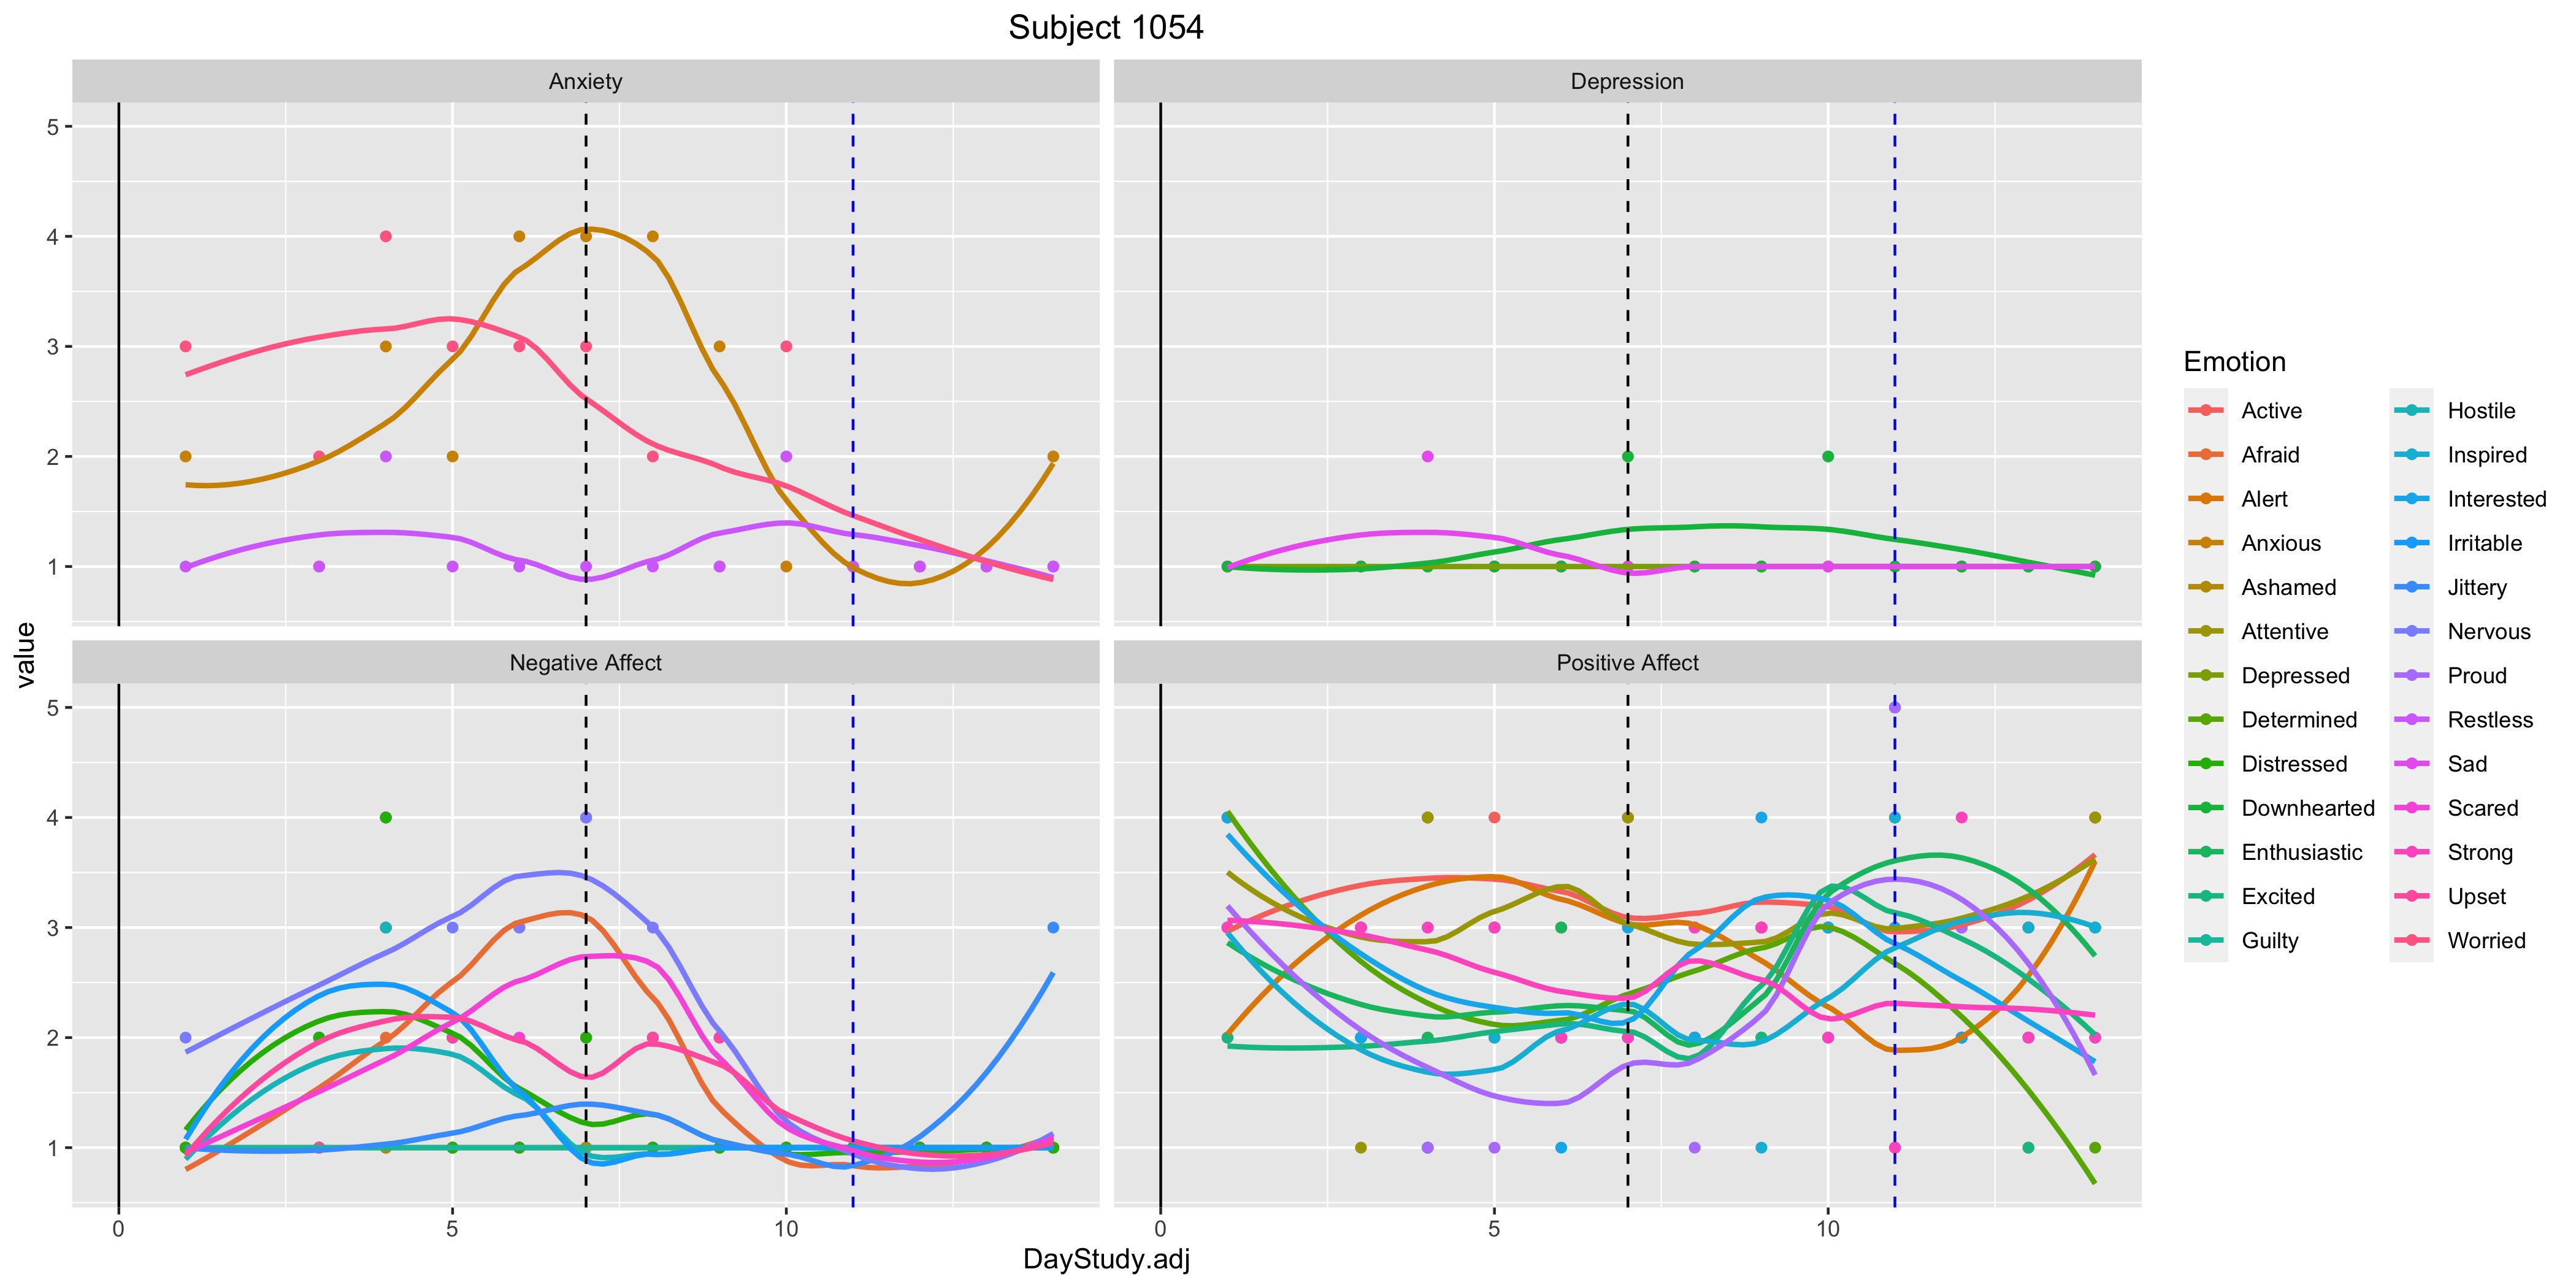 Subject 1054
Anxiety
Depression
5
4
3
2
1
Negative Affect
Positive Affect
5
4
3
2
1
0
5
10
0
5
10
DayStudy.adj
value
Emotion
Active
Afraid
Alert
Anxious
Ashamed
Attentive
Depressed
Determined
Distressed
Downhearted
Enthusiastic
Excited
Guilty
Hostile
Inspired
Interested
Irritable
Jittery
Nervous
Proud
Restless
Sad
Scared
Strong
Upset
Worried